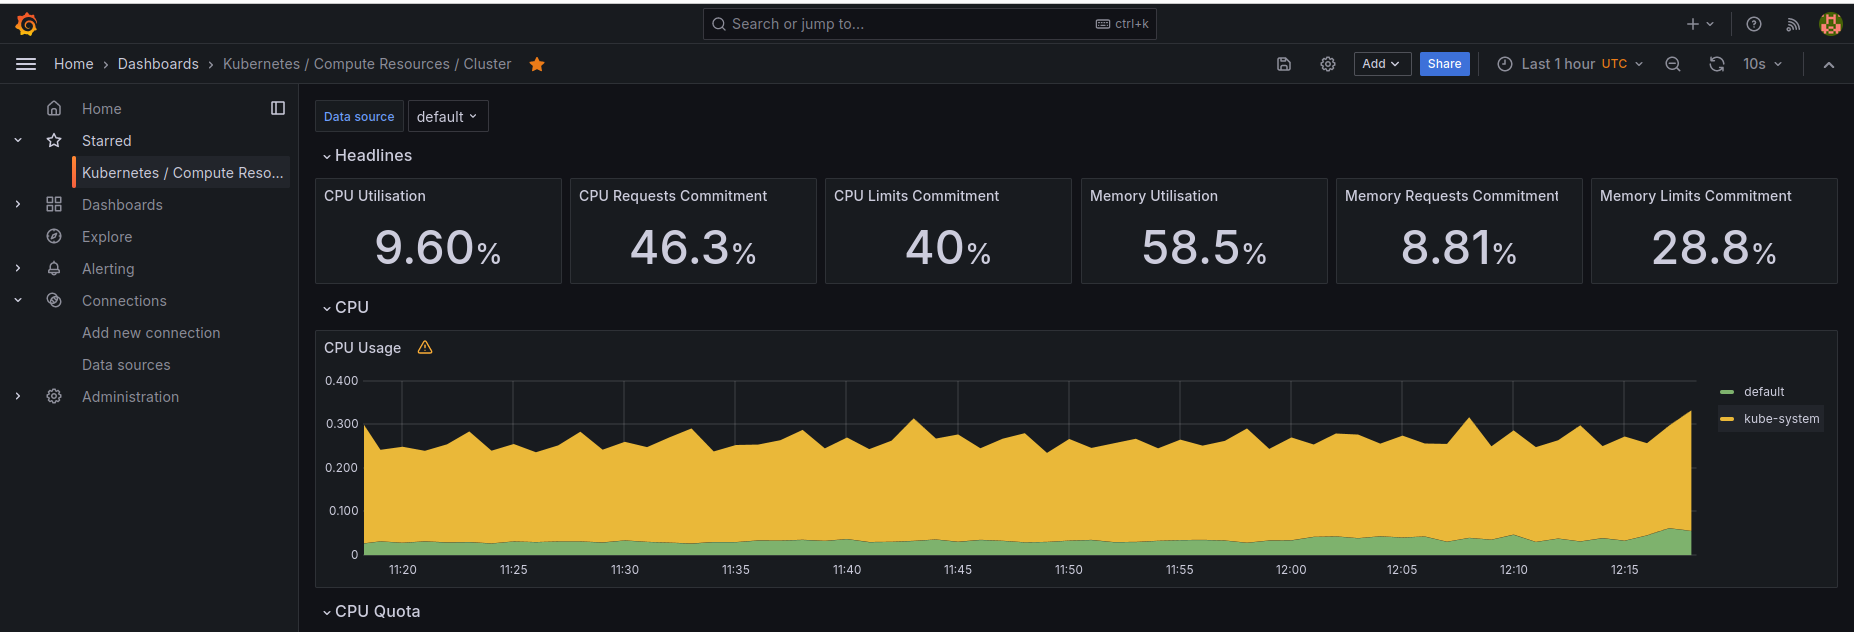 Search or jump to... ctrl+k
Home › Dashboards › Kubernetes / Compute Resources / Cluster Add Share Last 1 hour UTC 10s
Home
Starred
Kubernetes / Compute Reso...
Dashboards
Explore
Alerting
Connections
Add new connection
Data sources
Administration
Data source default
Headlines
CPU Utilisation
9.60%
CPU Requests Commitment
46.3%
CPU Limits Commitment
40%
Memory Utilisation
58.5%
Memory Requests Commitment
8.81%
Memory Limits Commitment
28.8%
CPU
CPU Usage
0.400
0.300
0.200
0.100
0
11:20 11:25 11:30 11:35 11:40 11:45 11:50 11:55 12:00 12:05 12:10 12:15
default
kube-system
CPU Quota